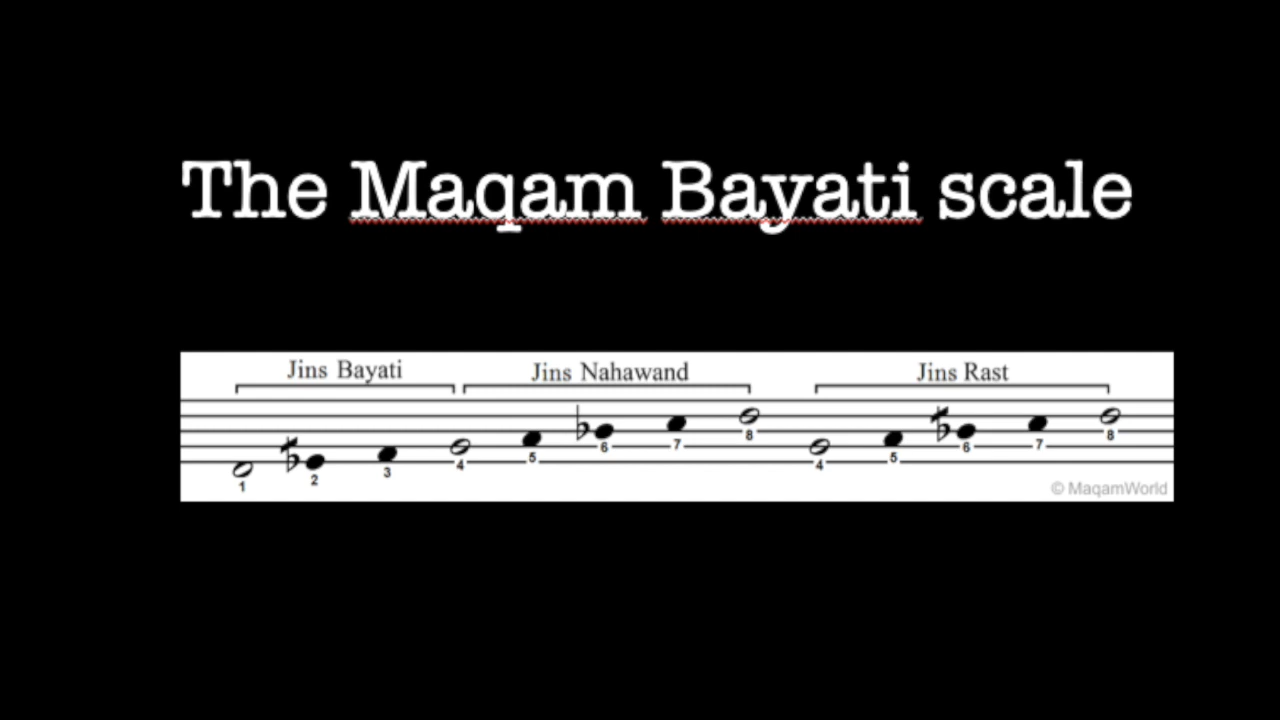 The Maqam Bayati scale
Jins Bayati Jins Nahawand Jins Rast
1 2 3 4 5 6 7 8 4 5 6 7 8
© MaqamWorld